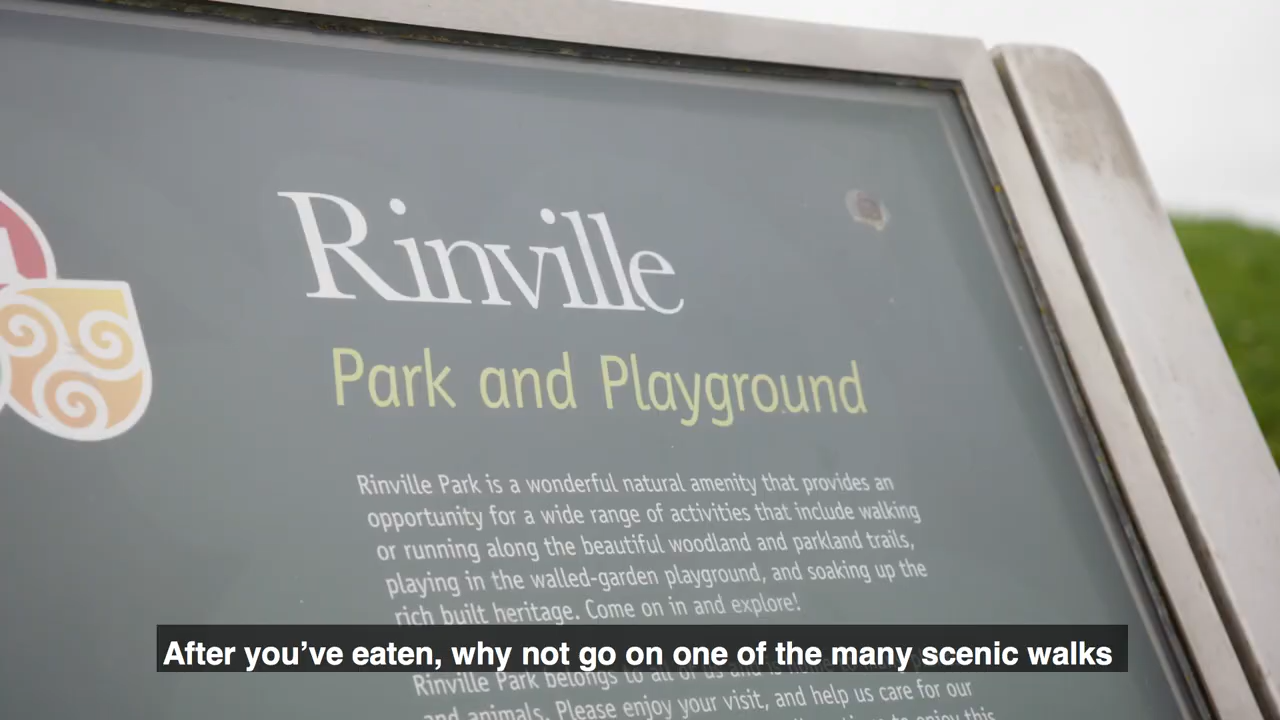 Rinville
Park and Playground
Rinville Park is a wonderful natural amenity that provides an
opportunity for a wide range of activities that include walking
or running along the beautiful woodland and parkland trails,
playing in the walled-garden playground, and soaking up the
rich built heritage. Come on in and explore!
After you’ve eaten, why not go on one of the many scenic walks
Rinville Park belongs to all of us and is
and animals. Please enjoy your visit, and help us care for our
enjoy this